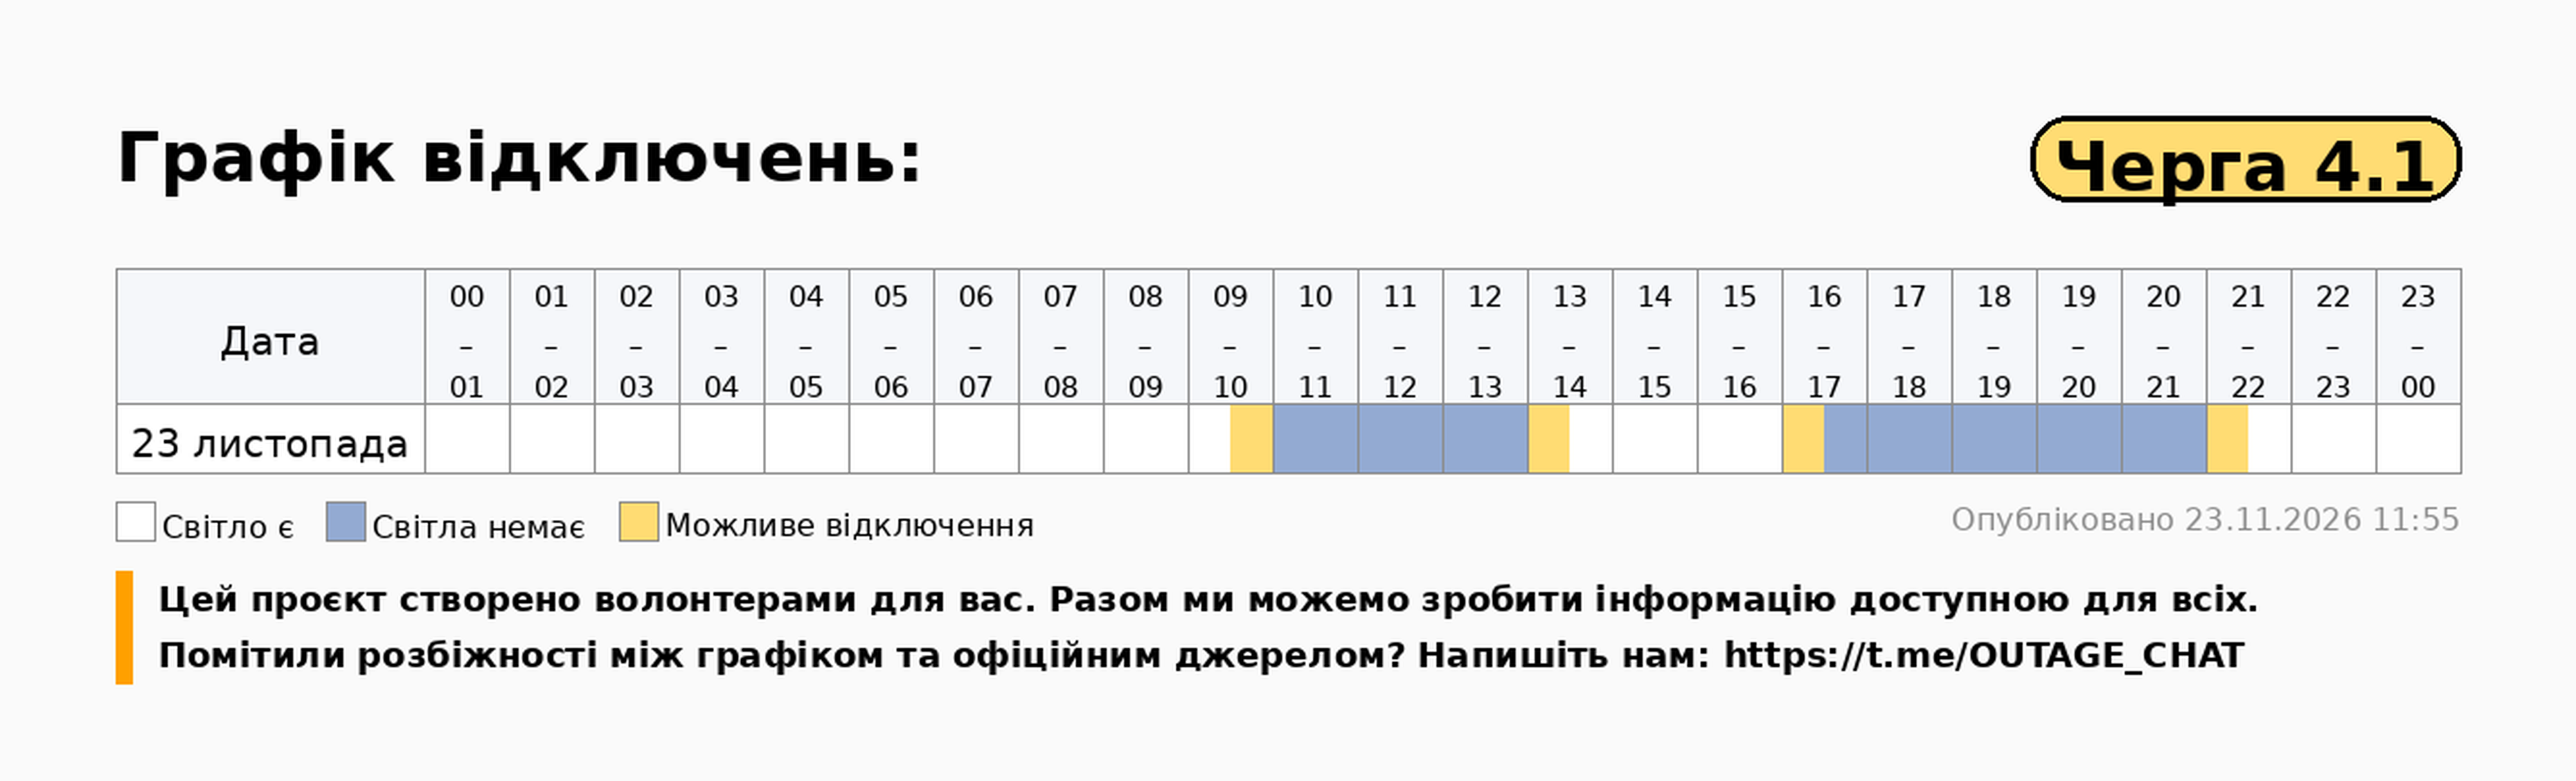 Графік відключень:
Черга 4.1
Дата
00 – 01
01 – 02
02 – 03
03 – 04
04 – 05
05 – 06
06 – 07
07 – 08
08 – 09
09 – 10
10 – 11
11 – 12
12 – 13
13 – 14
14 – 15
15 – 16
16 – 17
17 – 18
18 – 19
19 – 20
20 – 21
21 – 22
22 – 23
23 – 00
23 листопада
Світло є
Світла немає
Можливе відключення
Опубліковано 23.11.2026 11:55
Цей проєкт створено волонтерами для вас. Разом ми можемо зробити інформацію доступною для всіх.
Помітили розбіжності між графіком та офіційним джерелом? Напишіть нам: https://t.me/OUTAGE_CHAT